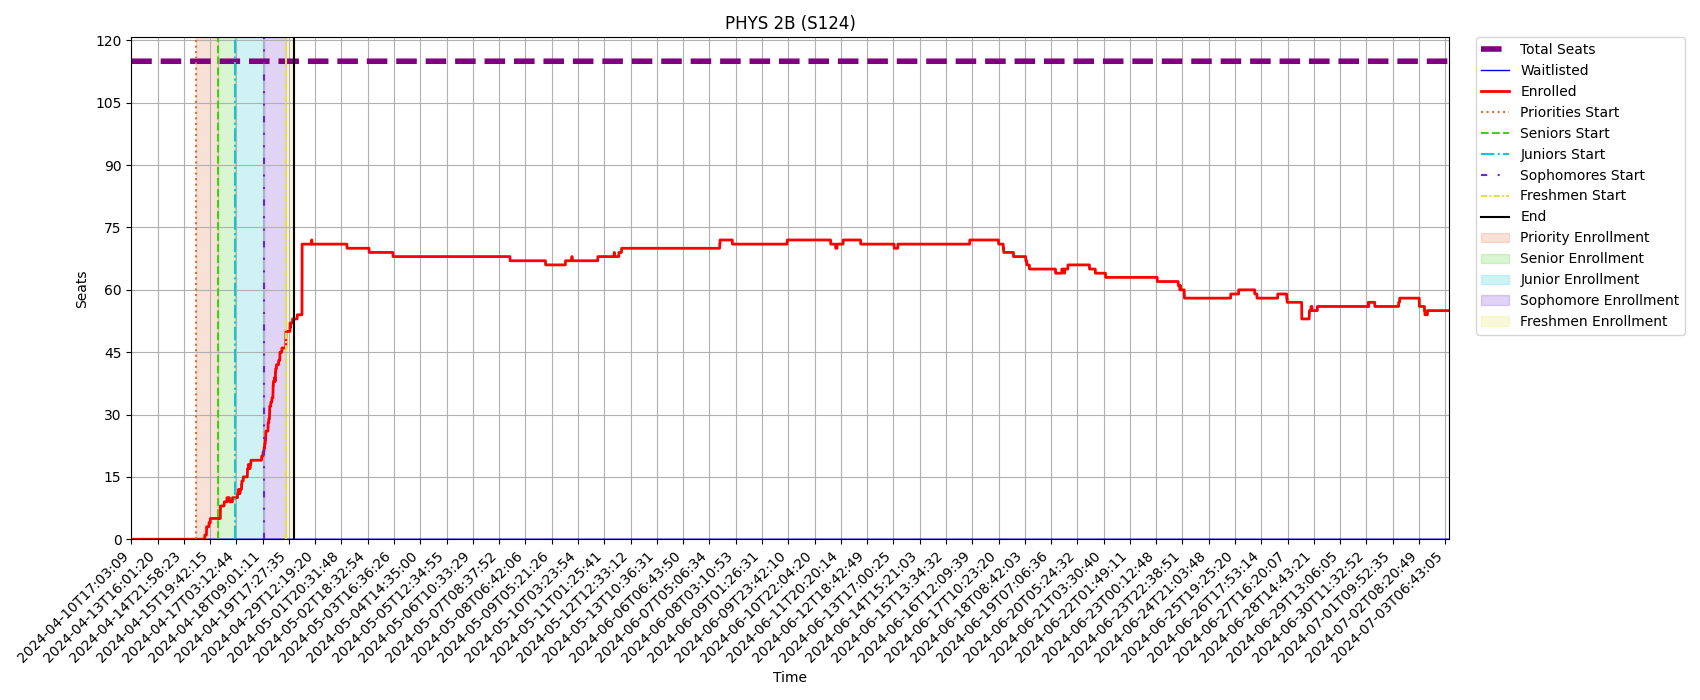 PHYS 2B (S124)
120
105
90
75
60
45
30
15
0
Seats
2024-04-10T17:03:09
2024-04-13T16:01:20
2024-04-14T21:58:23
2024-04-15T19:42:15
2024-04-17T03:12:44
2024-04-18T09:01:11
2024-04-19T17:27:35
2024-04-29T12:19:20
2024-05-01T20:31:48
2024-05-02T18:32:54
2024-05-03T16:36:26
2024-05-04T14:35:00
2024-05-05T12:34:55
2024-05-06T10:33:29
2024-05-07T08:37:52
2024-05-08T06:42:06
2024-05-09T05:21:26
2024-05-10T03:23:54
2024-05-11T01:25:41
2024-05-12T12:33:12
2024-05-13T10:36:31
2024-06-06T06:43:50
2024-06-07T05:06:34
2024-06-08T03:10:53
2024-06-09T01:26:31
2024-06-09T23:42:10
2024-06-10T22:04:20
2024-06-11T20:20:14
2024-06-12T18:42:49
2024-06-13T17:00:25
2024-06-14T15:21:03
2024-06-15T13:34:32
2024-06-16T12:09:39
2024-06-17T10:23:20
2024-06-18T08:42:03
2024-06-19T07:06:36
2024-06-20T05:24:32
2024-06-21T03:30:40
2024-06-22T01:49:11
2024-06-23T00:12:48
2024-06-23T22:38:51
2024-06-24T21:03:48
2024-06-25T19:25:20
2024-06-26T17:53:14
2024-06-27T16:20:07
2024-06-28T14:43:21
2024-06-29T13:06:05
2024-06-30T11:32:52
2024-07-01T09:52:35
2024-07-02T08:20:49
2024-07-03T06:43:05
Time
Total Seats
Waitlisted
Enrolled
Priorities Start
Seniors Start
Juniors Start
Sophomores Start
Freshmen Start
End
Priority Enrollment
Senior Enrollment
Junior Enrollment
Sophomore Enrollment
Freshmen Enrollment